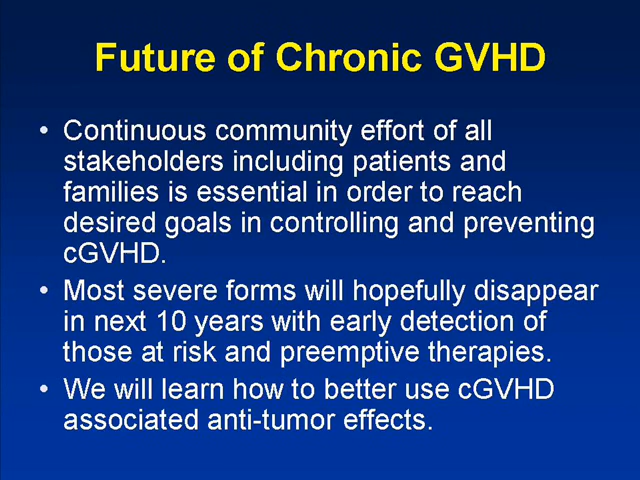 Future of Chronic GVHD
• Continuous community effort of all
stakeholders including patients and
families is essential in order to reach
desired goals in controlling and preventing
cGVHD.
• Most severe forms will hopefully disappear
in next 10 years with early detection of
those at risk and preemptive therapies.
• We will learn how to better use cGVHD
associated anti-tumor effects.